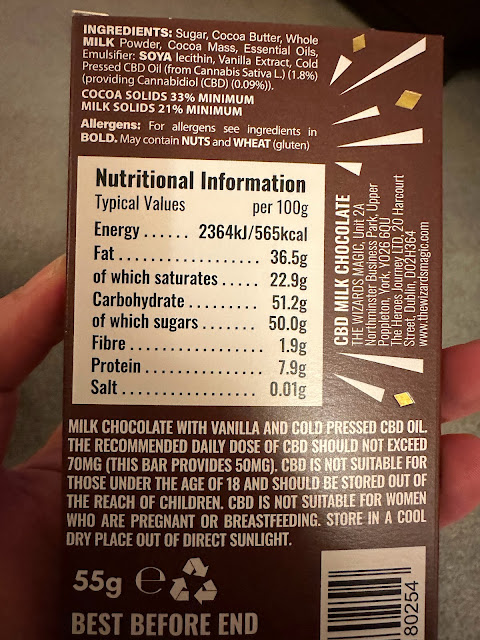 INGREDIENTS: Sugar, Cocoa Butter, Whole
MILK Powder, Cocoa Mass, Essential Oils,
Emulsifier: SOYA lecithin, Vanilla Extract, Cold
Pressed CBD Oil (from Cannabis Sativa L.) (1.8%)
(providing Cannabidiol (CBD) (0.09%)).
COCOA SOLIDS 33% MINIMUM
MILK SOLIDS 21% MINIMUM
Allergens: For allergens see ingredients in
BOLD. May contain NUTS and WHEAT (gluten)
Nutritional Information
Typical Values per 100g
Energy ...... 2364kJ/565kcal
Fat ..................... 36.5g
of which saturates ..... 22.9g
Carbohydrate ........... 51.2g
of which sugars ........ 50.0g
Fibre .................... 1.9g
Protein .................. 7.9g
Salt .................... 0.01g
CBD MILK CHOCOLATE
THE WIZARDS MAGIC, Unit 2A
Northminster Business Park, Upper
Poppleton, York, YO26 6QU
The Heroes Journey LTD, 20 Harcourt
Street, Dublin, D02H364
www.thewizardsmagic.com
MILK CHOCOLATE WITH VANILLA AND COLD PRESSED CBD OIL.
THE RECOMMENDED DAILY DOSE OF CBD SHOULD NOT EXCEED
70MG (THIS BAR PROVIDES 50MG). CBD IS NOT SUITABLE FOR
THOSE UNDER THE AGE OF 18 AND SHOULD BE STORED OUT OF
THE REACH OF CHILDREN. CBD IS NOT SUITABLE FOR WOMEN
WHO ARE PREGNANT OR BREASTFEEDING. STORE IN A COOL
DRY PLACE OUT OF DIRECT SUNLIGHT.
55g ℮
BEST BEFORE END
80254